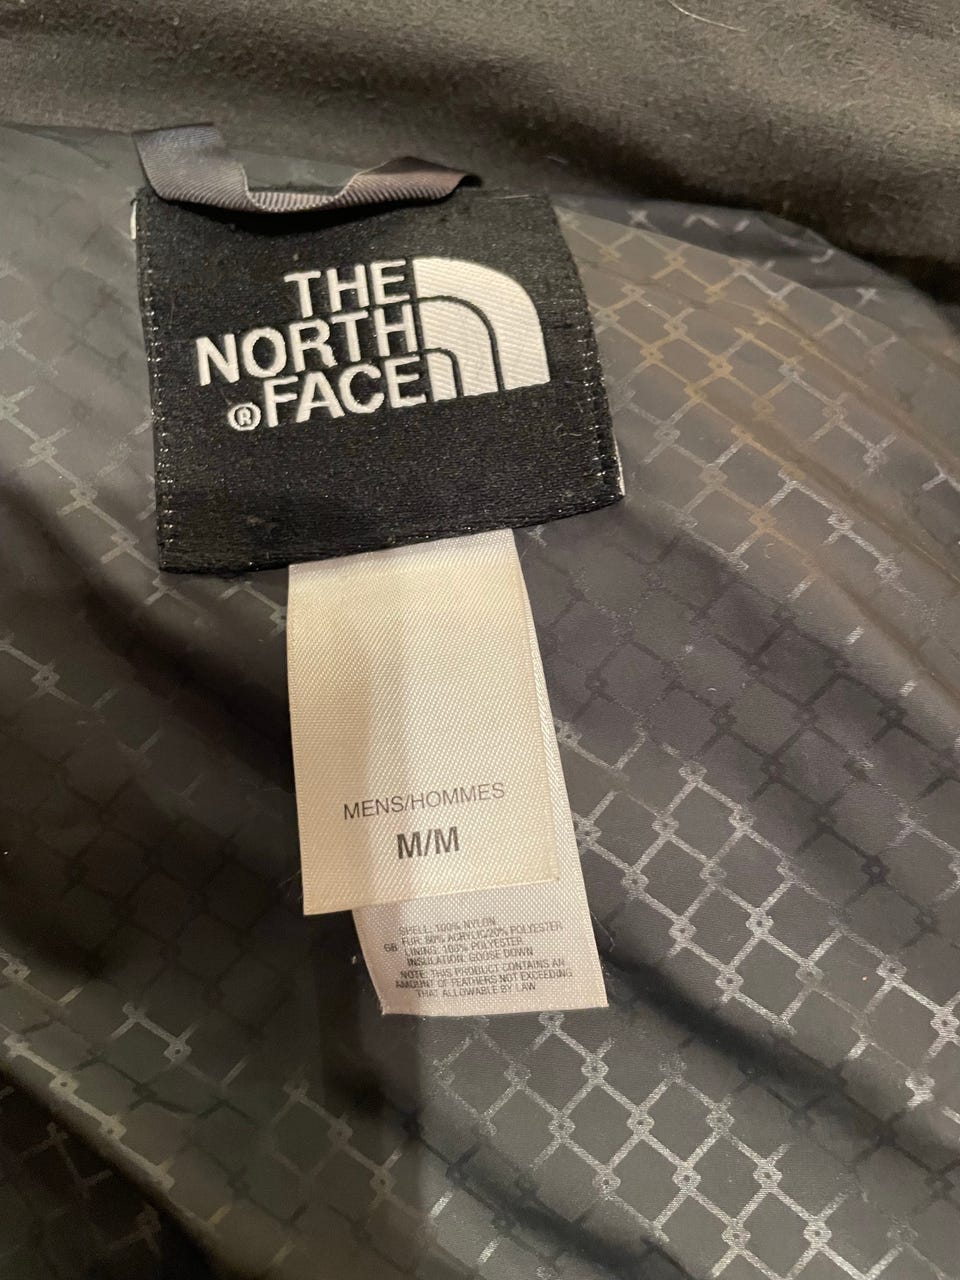 THE
NORTH
®FACE
MENS/HOMMES
M/M
SHELL: 100% NYLON
GB FUR: 80% ACRYLIC/20% POLYESTER
LINING: 100% POLYESTER
INSULATION: GOOSE DOWN
NOTE: THIS PRODUCT CONTAINS AN
AMOUNT OF FEATHERS NOT EXCEEDING
THAT ALLOWABLE BY LAW